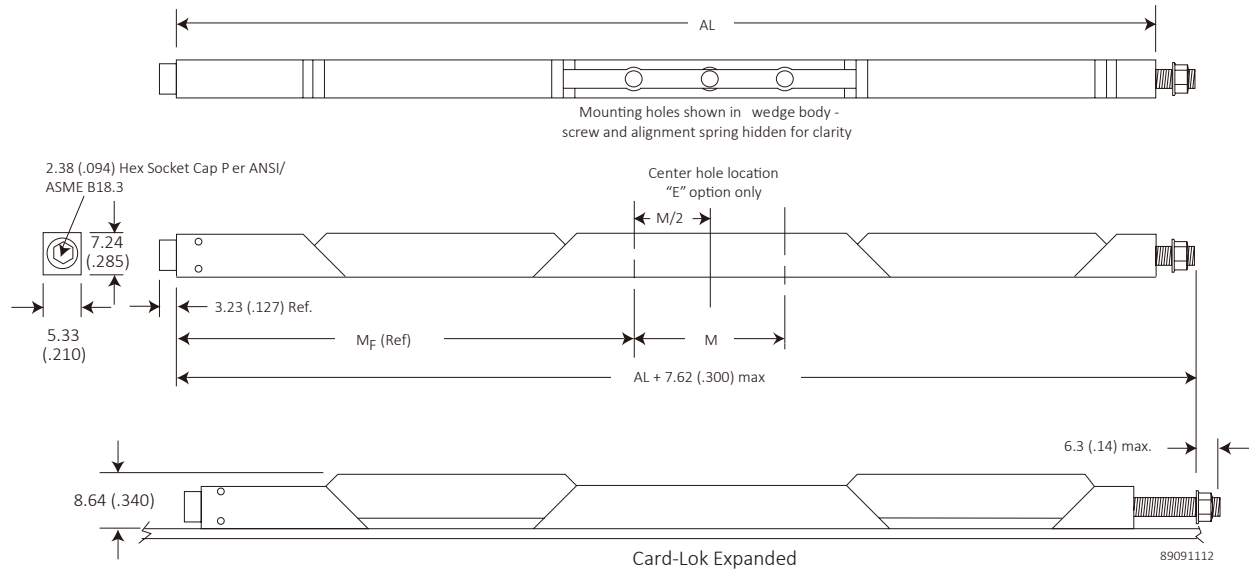 AL
Mounting holes shown in wedge body -
screw and alignment spring hidden for clarity
2.38 (.094) Hex Socket Cap P er ANSI/
ASME B18.3
Center hole location
"E" option only
M/2
7.24
(.285)
3.23 (.127) Ref.
5.33
(.210)
MF (Ref)
M
AL + 7.62 (.300) max
6.3 (.14) max.
8.64 (.340)
Card-Lok Expanded
89091112